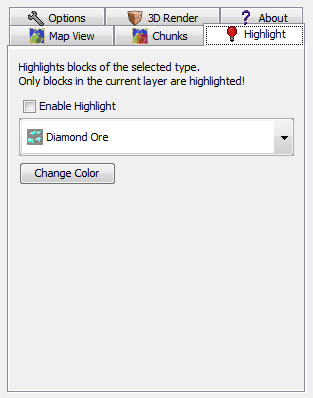 Options 3D Render About
Map View Chunks Highlight
Highlights blocks of the selected type.
Only blocks in the current layer are highlighted!
Enable Highlight
Diamond Ore
Change Color